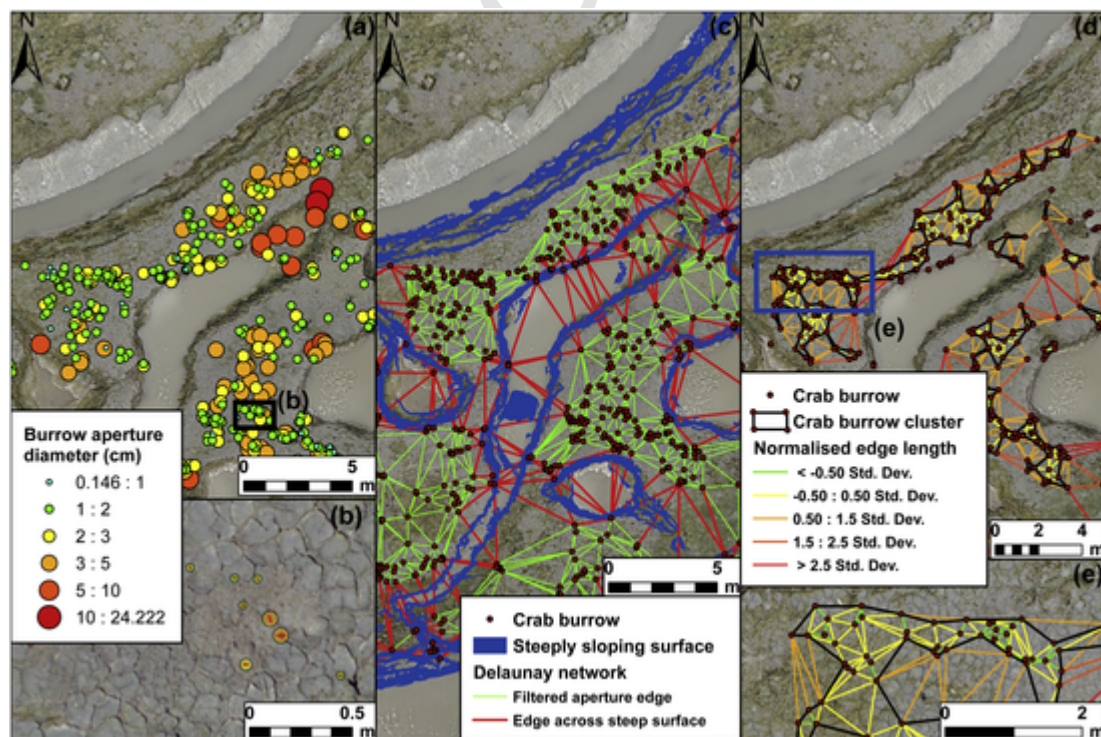 N
(a)
(b)
Burrow aperture
diameter (cm)
0.146 : 1
1 : 2
2 : 3
3 : 5
5 : 10
10 : 24.222
0 5
m
(b)
0 0.5
m
N
(c)
0 5
m
Crab burrow
Steeply sloping surface
Delaunay network
Filtered aperture edge
Edge across steep surface
N
(d)
(e)
Crab burrow
Crab burrow cluster
Normalised edge length
< -0.50 Std. Dev.
-0.50 : 0.50 Std. Dev.
0.50 : 1.5 Std. Dev.
1.5 : 2.5 Std. Dev.
> 2.5 Std. Dev.
0 2 4
m
(e)
0 2
m